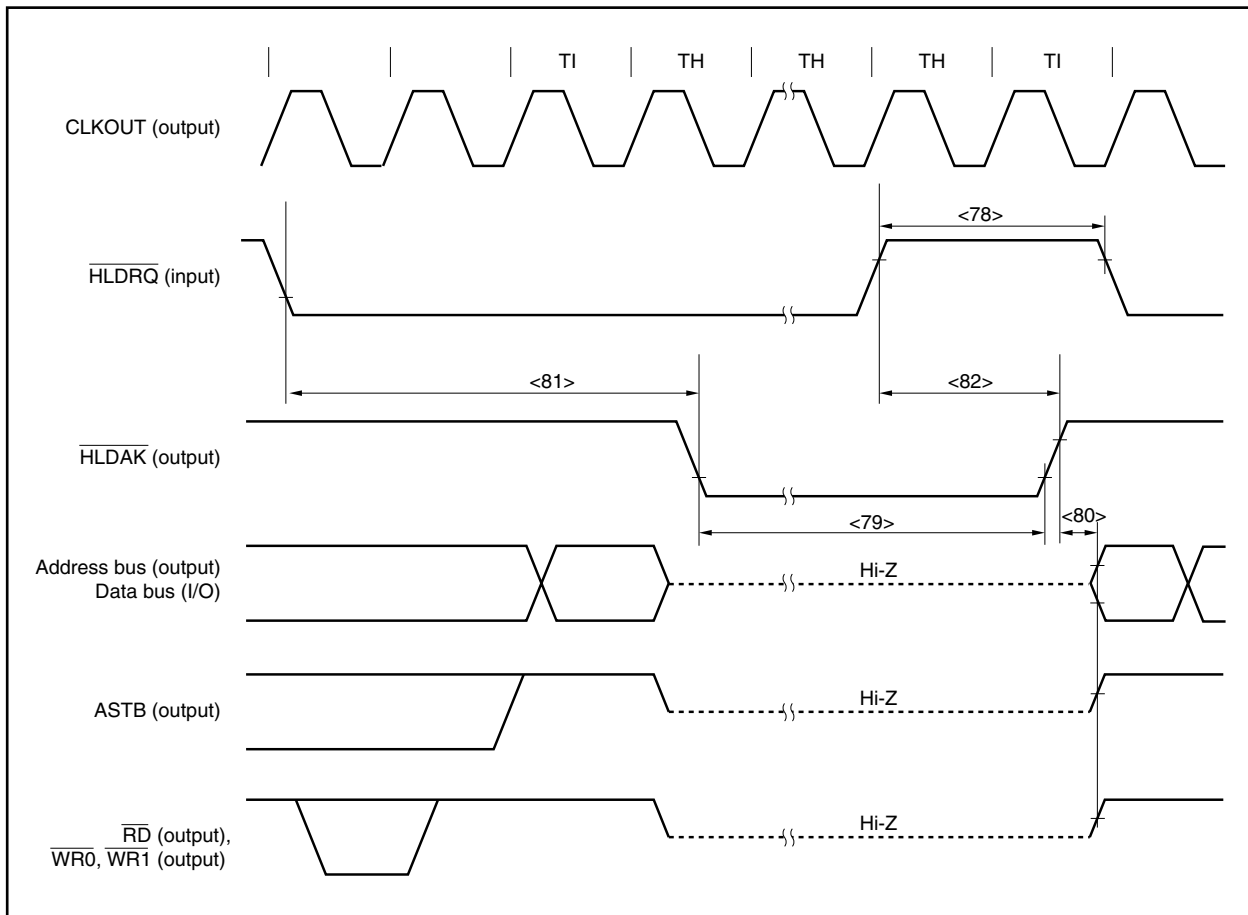 TI TH TH TH TI
CLKOUT (output)
<78>
HLDRQ (input)
<81> <82>
HLDAK (output)
<79> <80>
Address bus (output)
Data bus (I/O)
Hi-Z
ASTB (output)
Hi-Z
RD (output),
WR0, WR1 (output)
Hi-Z